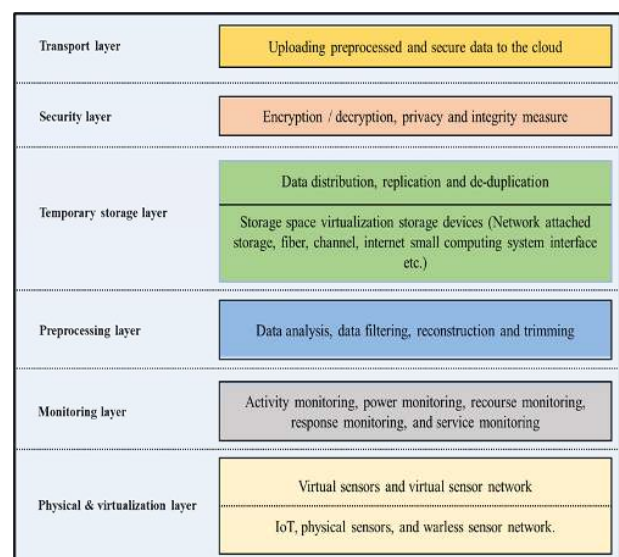 Transport layer
Uploading preprocessed and secure data to the cloud
Security layer
Encryption / decryption, privacy and integrity measure
Temporary storage layer
Data distribution, replication and de-duplication
Storage space virtualization storage devices (Network attached
storage, fiber, channel, internet small computing system interface
etc.)
Preprocessing layer
Data analysis, data filtering, reconstruction and trimming
Monitoring layer
Activity monitoring, power monitoring, recourse monitoring,
response monitoring, and service monitoring
Physical & virtualization layer
Virtual sensors and virtual sensor network
IoT, physical sensors, and warless sensor network.